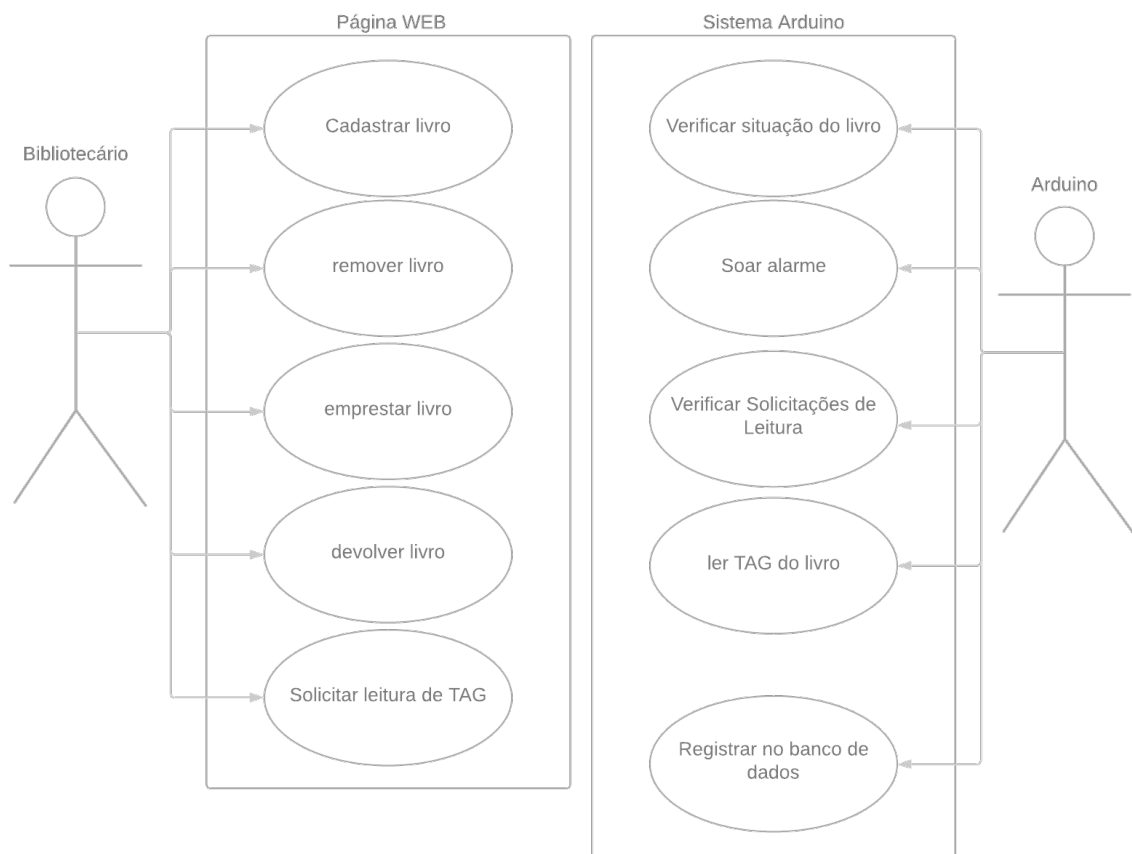 Página WEB
Sistema Arduino
Bibliotecário
Cadastrar livro
remover livro
emprestar livro
devolver livro
Solicitar leitura de TAG
Verificar situação do livro
Soar alarme
Verificar Solicitações de
Leitura
ler TAG do livro
Registrar no banco de
dados
Arduino